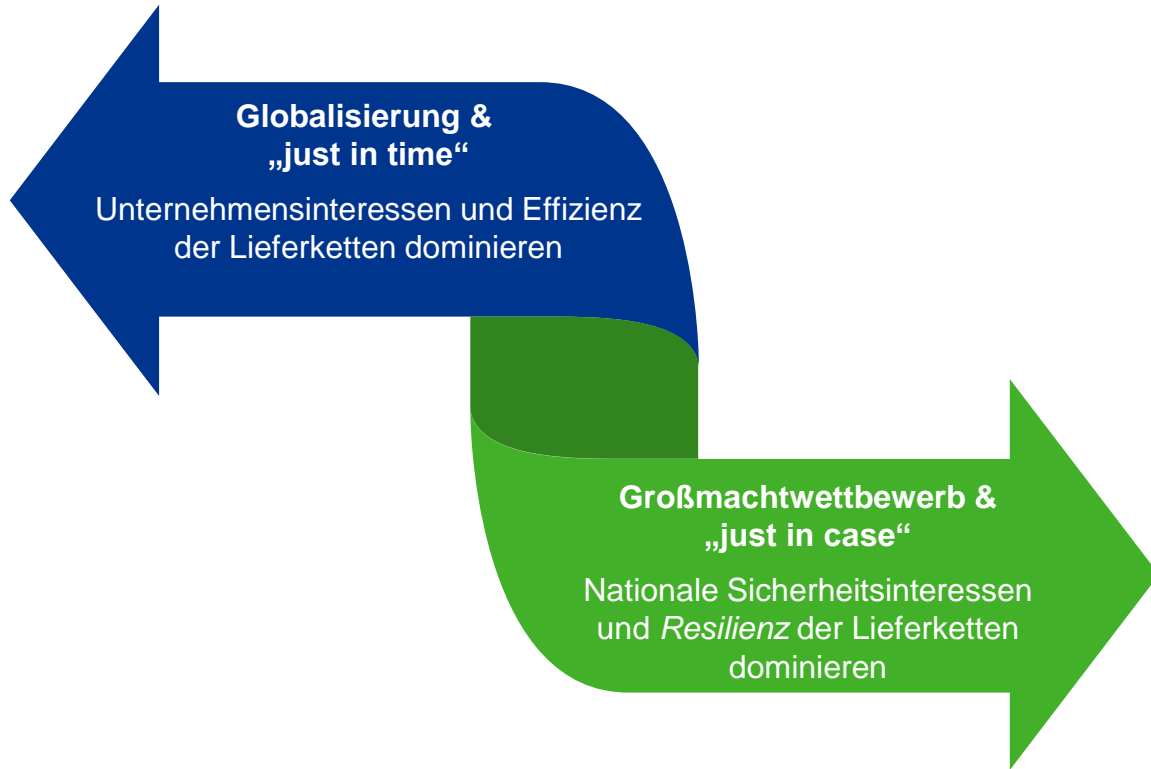 Globalisierung &
„just in time“
Unternehmensinteressen und Effizienz
der Lieferketten dominieren
Großmachtwettbewerb &
„just in case“
Nationale Sicherheitsinteressen
und Resilienz der Lieferketten
dominieren